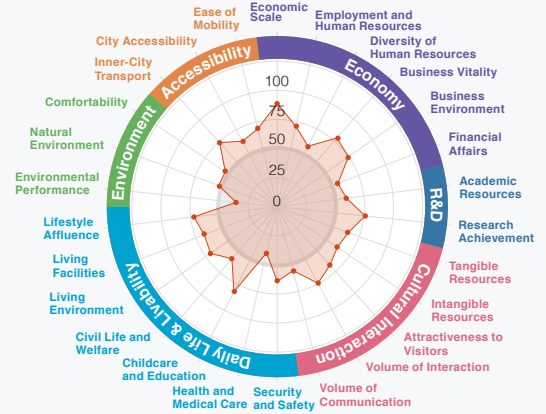 Economic
Scale
Ease of
Mobility
Employment and
Human Resources
City Accessibility
Diversity of
Human Resources
Inner-City
Transport
Business Vitality
Comfortability
Business
Environment
Natural
Environment
Financial
Affairs
Environmental
Performance
Academic
Resources
Lifestyle
Affluence
Research
Achievement
Living
Facilities
Tangible
Resources
Living
Environment
Intangible
Resources
Civil Life and
Welfare
Attractiveness to
Visitors
Childcare
and Education
Volume of Interaction
Health and
Medical Care
Security
and Safety
Volume of
Communication
Accessibility
Economy
Environment
R&D
Daily Life & Livability
Cultural Interaction
100
75
50
25
0